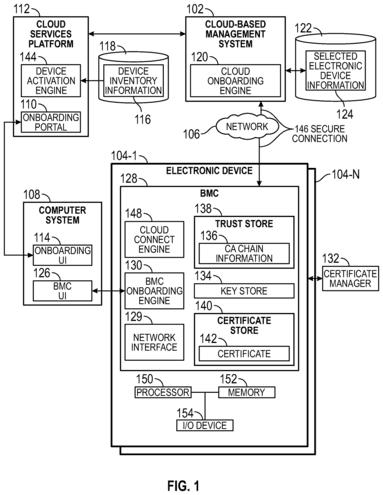 112
CLOUD
SERVICES
PLATFORM
144
DEVICE
ACTIVATION
ENGINE
110
ONBOARDING
PORTAL
118
DEVICE
INVENTORY
INFORMATION
116
102
CLOUD-BASED
MANAGEMENT
SYSTEM
120
CLOUD
ONBOARDING
ENGINE
122
SELECTED
ELECTRONIC
DEVICE
INFORMATION
124
106
NETWORK
146 SECURE
CONNECTION
104-1
104-N
ELECTRONIC DEVICE
128
BMC
108
COMPUTER
SYSTEM
114
ONBOARDING
UI
126
BMC
UI
148
CLOUD
CONNECT
ENGINE
130
BMC
ONBOARDING
ENGINE
129
NETWORK
INTERFACE
138
TRUST STORE
136
CA CHAIN
INFORMATION
134
KEY STORE
140
CERTIFICATE
STORE
142
CERTIFICATE
132
CERTIFICATE
MANAGER
150
PROCESSOR
152
MEMORY
154
I/O DEVICE
FIG. 1